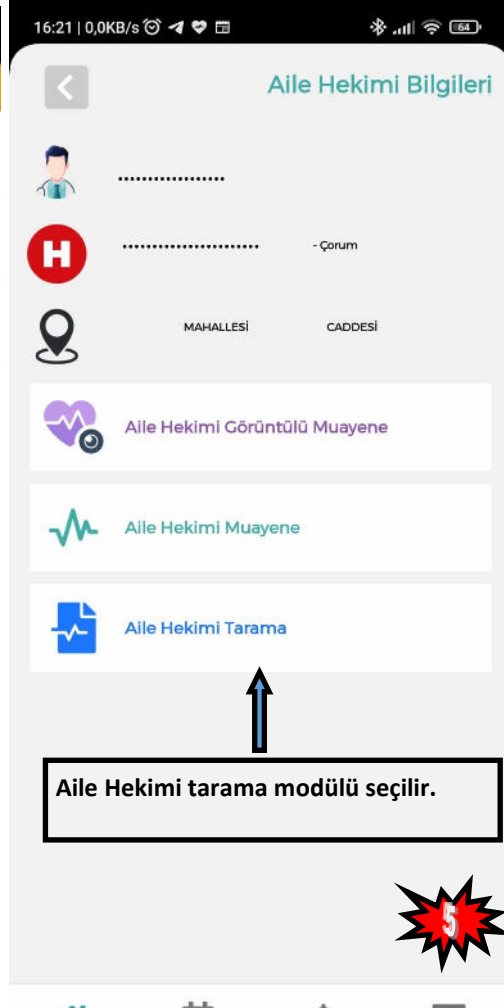 16:21 | 0,0KB/s
64
Aile Hekimi Bilgileri
..................
H
....................... - Çorum
MAHALLESİ CADDESİ
Aile Hekimi Görüntülü Muayene
Aile Hekimi Muayene
Aile Hekimi Tarama
Aile Hekimi tarama modülü seçilir.
5